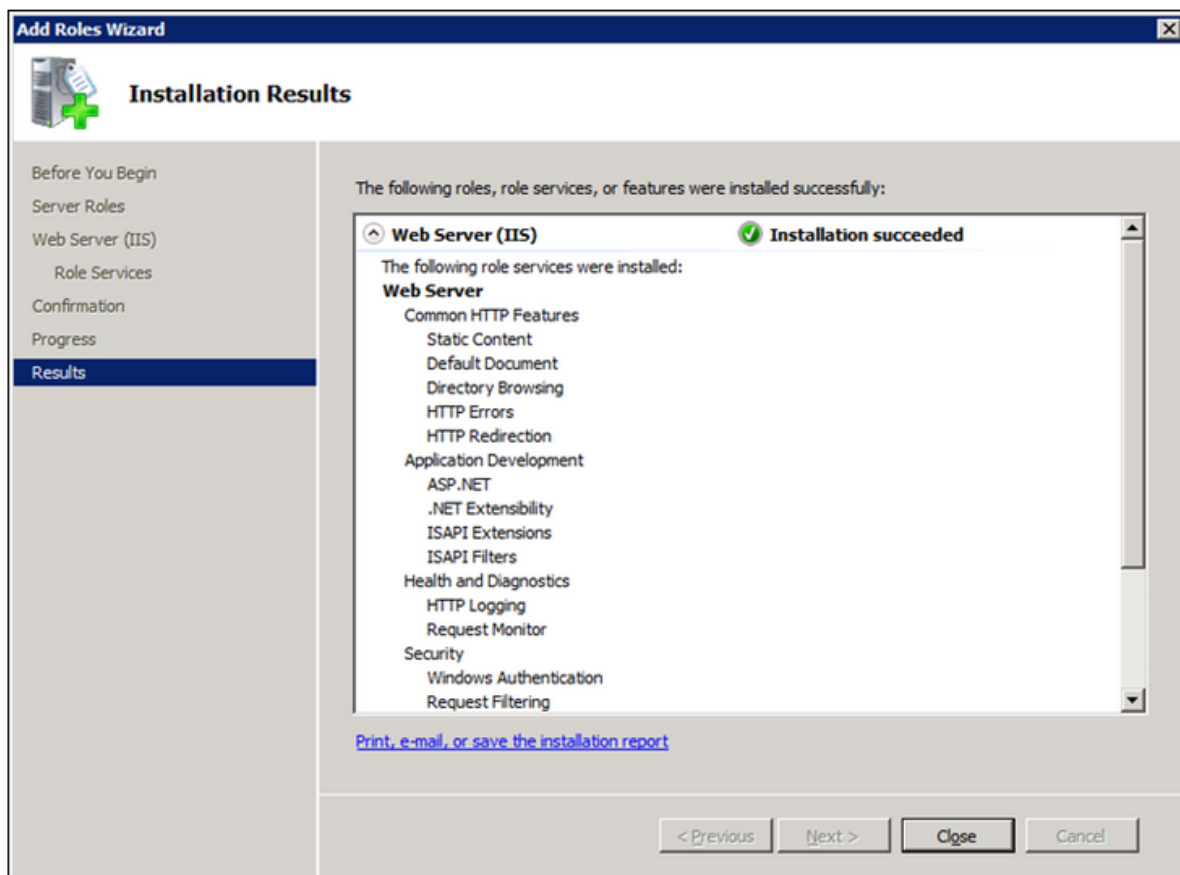 Add Roles Wizard
Installation Results
Before You Begin
Server Roles
Web Server (IIS)
Role Services
Confirmation
Progress
Results
The following roles, role services, or features were installed successfully:
Web Server (IIS) Installation succeeded
The following role services were installed:
Web Server
Common HTTP Features
Static Content
Default Document
Directory Browsing
HTTP Errors
HTTP Redirection
Application Development
ASP.NET
.NET Extensibility
ISAPI Extensions
ISAPI Filters
Health and Diagnostics
HTTP Logging
Request Monitor
Security
Windows Authentication
Request Filtering
Print, e-mail, or save the installation report
< Previous Next > Close Cancel